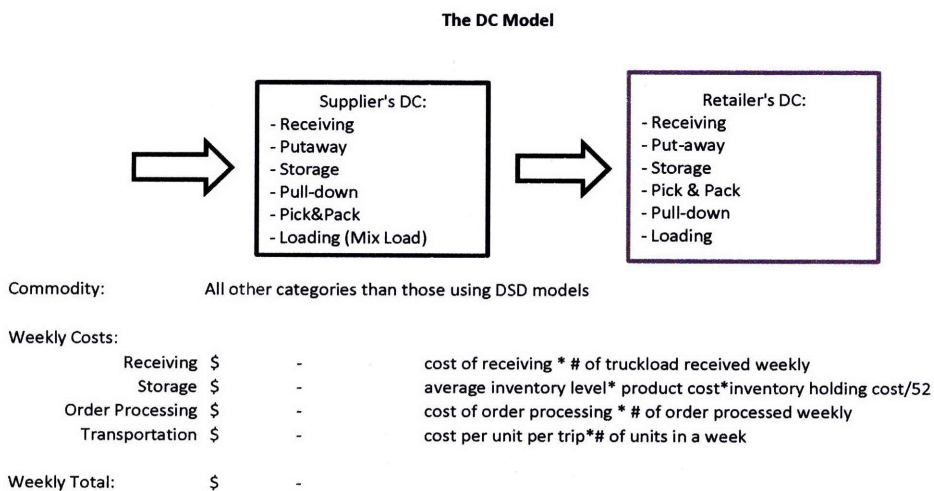 The DC Model
Supplier's DC:
- Receiving
- Putaway
- Storage
- Pull-down
- Pick&Pack
- Loading (Mix Load)
Retailer's DC:
- Receiving
- Put-away
- Storage
- Pick & Pack
- Pull-down
- Loading
Commodity: All other categories than those using DSD models
Weekly Costs:
Receiving $ - cost of receiving * # of truckload received weekly
Storage $ - average inventory level* product cost*inventory holding cost/52
Order Processing $ - cost of order processing * # of order processed weekly
Transportation $ - cost per unit per trip*# of units in a week
Weekly Total: $ -